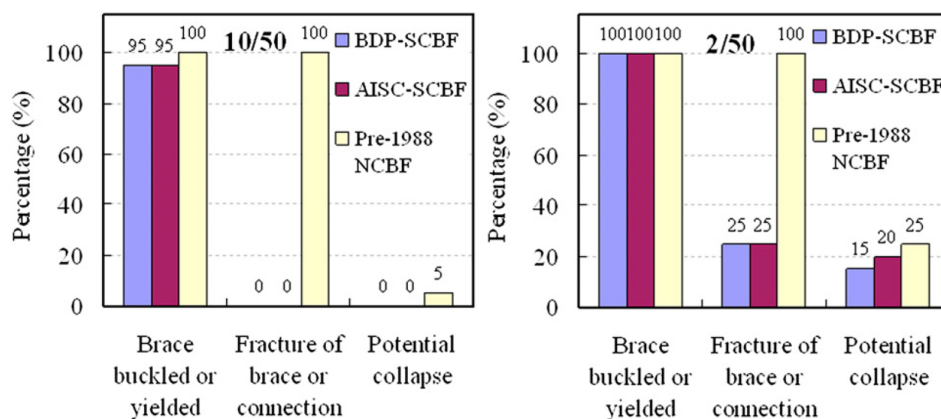 10/50
Percentage (%)
100
80
60
40
20
0
95 95 100
0 0 100
0 0 5
BDP-SCBF
AISC-SCBF
Pre-1988
NCBF
Brace
buckled or
yielded
Fracture of
brace or
connection
Potential
collapse
2/50
Percentage (%)
100
80
60
40
20
0
100 100 100
25 25 100
15 20 25
BDP-SCBF
AISC-SCBF
Pre-1988
NCBF
Brace
buckled or
yielded
Fracture of
brace or
connection
Potential
collapse